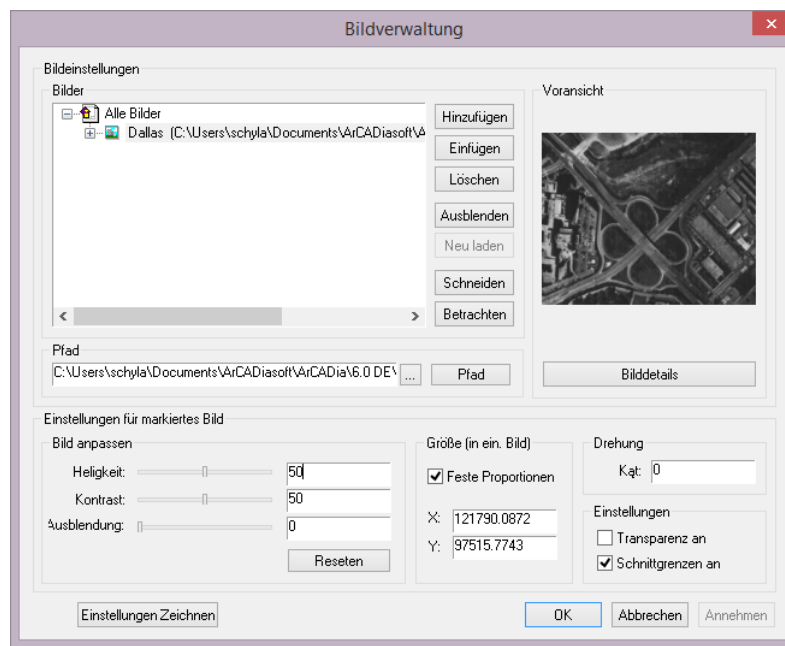 Bildverwaltung
Bildeinstellungen
Bilder
Alle Bilder
Dallas (C:\Users\schyla\Documents\ArCADiasoft\A
Hinzufügen
Einfügen
Löschen
Ausblenden
Neu laden
Schneiden
Betrachten
Voransicht
Bilddetails
Pfad
C:\Users\schyla\Documents\ArCADiasoft\ArCADia\6.0 DE\ ... Pfad
Einstellungen für markiertes Bild
Bild anpassen
Heligkeit: 50
Kontrast: 50
Ausblendung: 0
Reseten
Größe (in ein. Bild)
Feste Proportionen
X: 121790.0872
Y: 97515.7743
Drehung
Kąt: 0
Einstellungen
Transparenz an
Schnittgrenzen an
Einstellungen Zeichnen
OK Abbrechen Annehmen